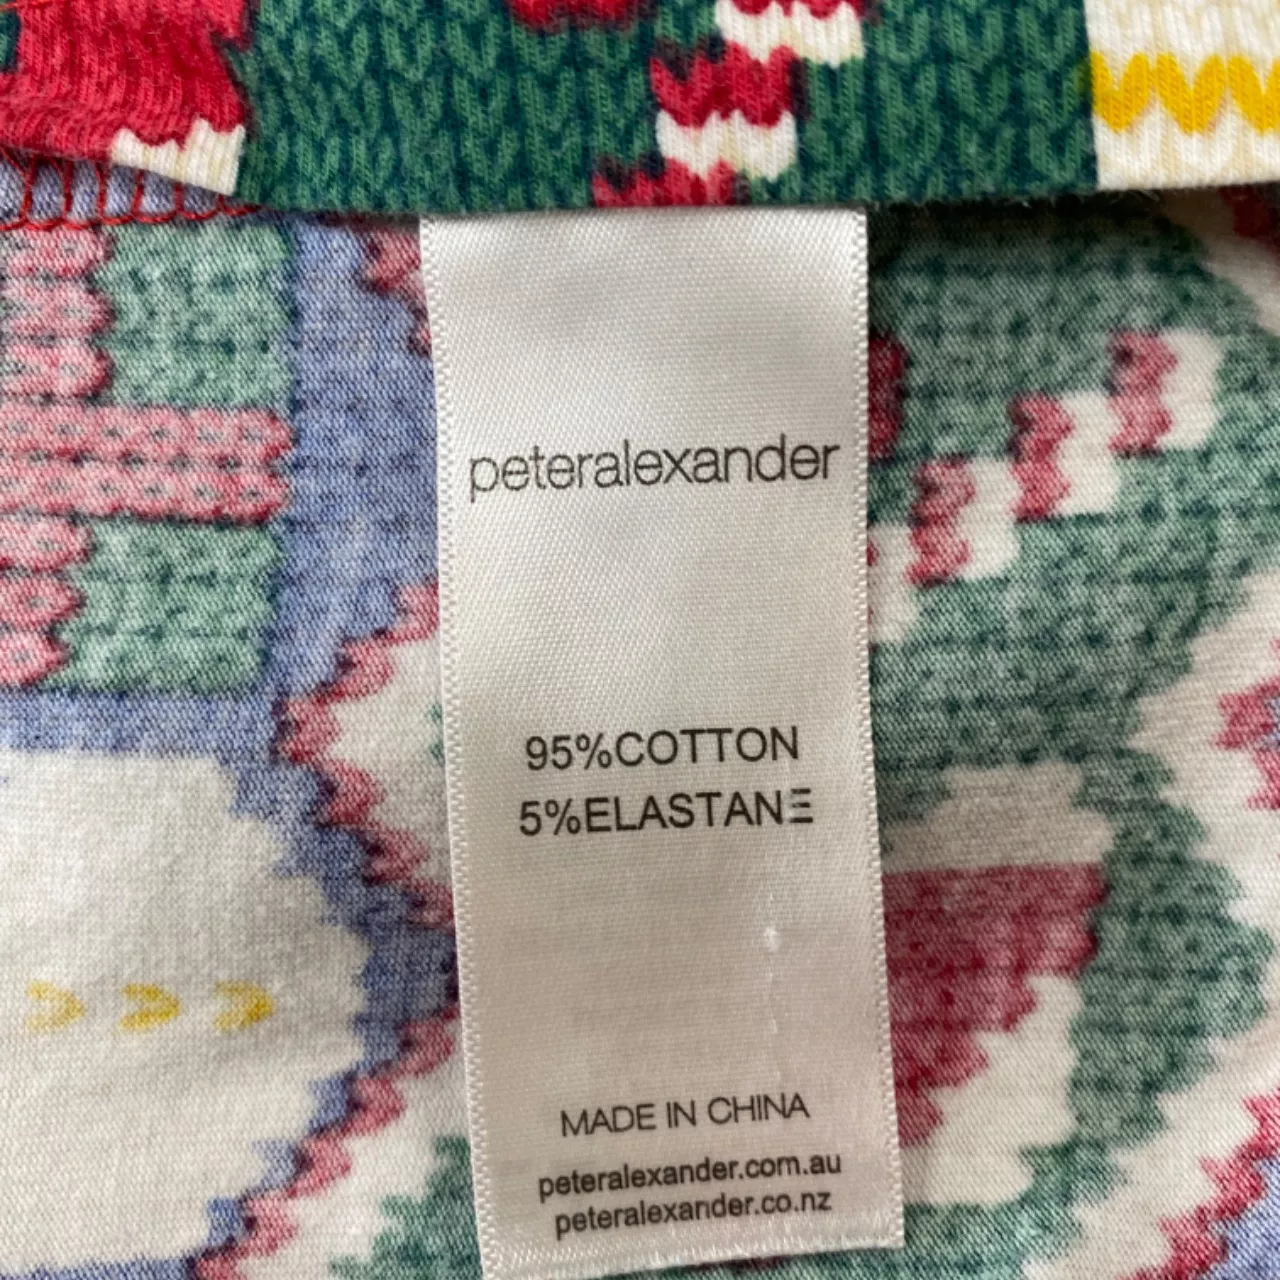 peteralexander
95%COTTON
5%ELASTANE
MADE IN CHINA
peteralexander.com.au
peteralexander.co.nz